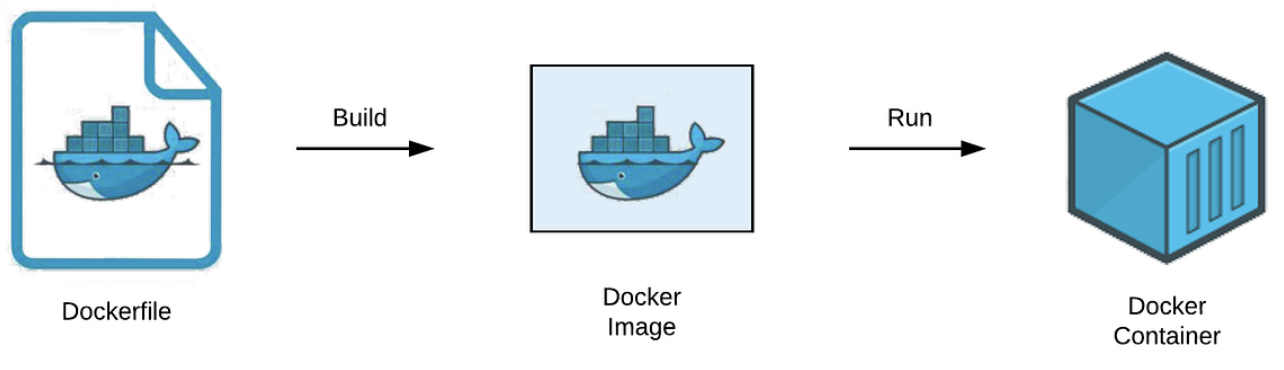 Build
Run
Dockerfile
Docker
Image
Docker
Container